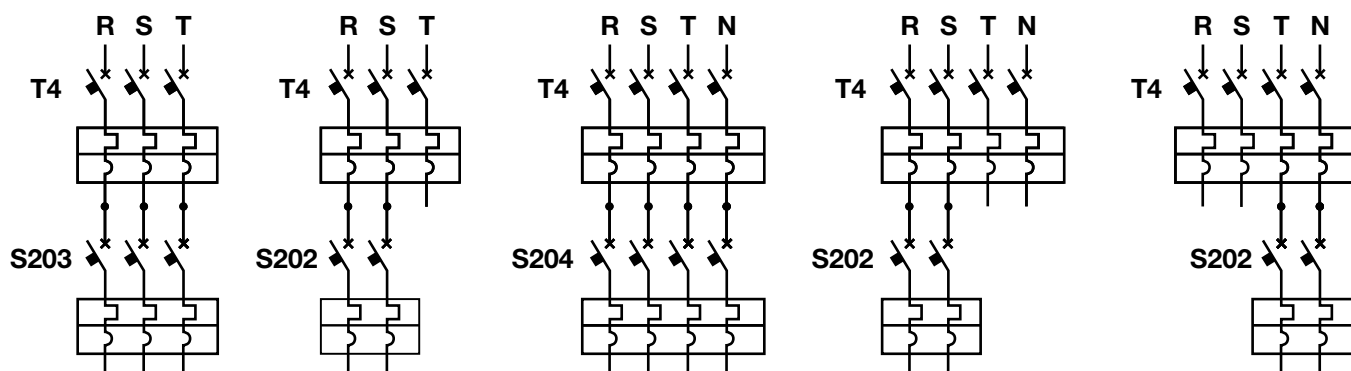 R S T R S T R S T N R S T N R S T N
T4 T4 T4 T4 T4
S203 S202 S204 S202 S202